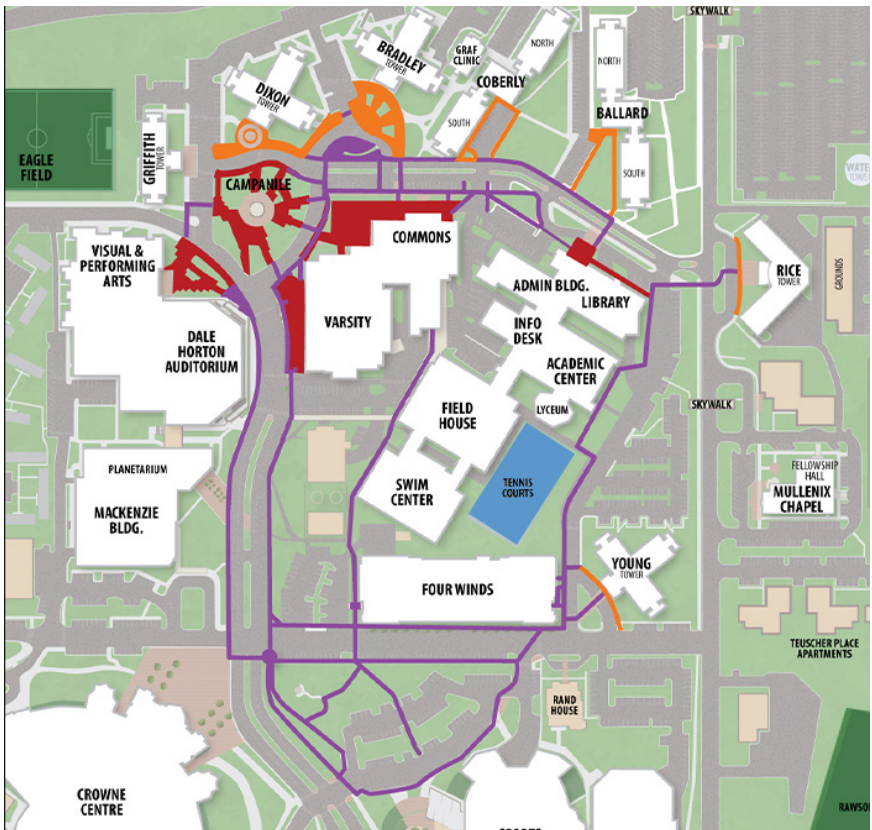 SKYWALK
BRADLEY
TOWER
GRAF
CLINIC
NORTH
COBERLY
NORTH
DIXON
TOWER
BALLARD
SOUTH
SOUTH
GRIFFITH
TOWER
EAGLE
FIELD
CAMPANILE
WATER
TOWER
VISUAL &
PERFORMING
ARTS
COMMONS
RICE
TOWER
GROUNDS
ADMIN BLDG.
LIBRARY
VARSITY
INFO
DESK
DALE
HORTON
AUDITORIUM
ACADEMIC
CENTER
LYCEUM
FIELD
HOUSE
SKYWALK
PLANETARIUM
MACKENZIE
BLDG.
SWIM
CENTER
TENNIS
COURTS
FELLOWSHIP
HALL
MULLENIX
CHAPEL
YOUNG
TOWER
FOUR WINDS
TEUSCHER PLACE
APARTMENTS
RAND
HOUSE
CROWNE
CENTRE